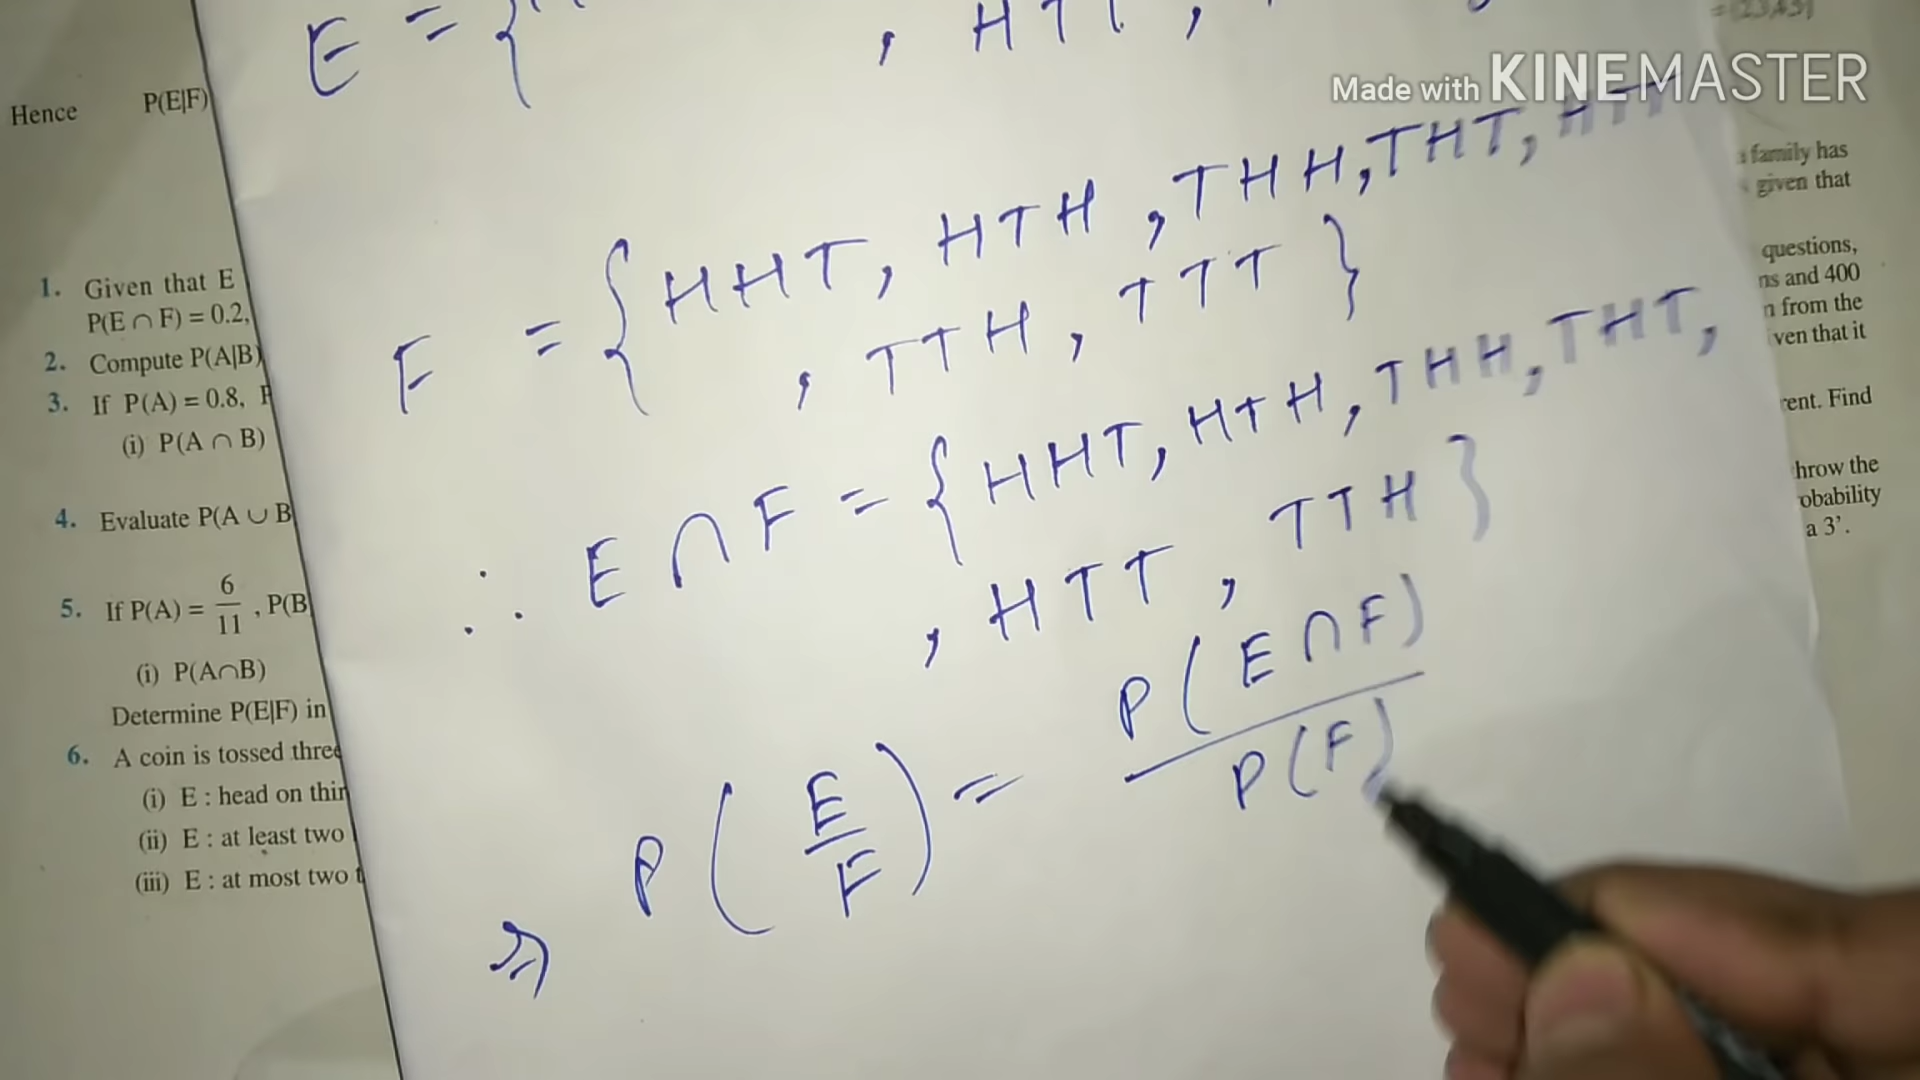 E = {
, HTT ,
Made with KINEMASTER
Hence P(E|F)
F = { HHT, HTH , THH, THT, HTT
, TTH , TTT }
∴ E ∩ F = { HHT, HTH, THH, THT,
, HTT , TTH }
⇒ P ( E/F ) = P ( E ∩ F ) / P ( F )
1. Given that E
P(E ∩ F) = 0.2,
2. Compute P(A|B)
3. If P(A) = 0.8,
(i) P(A ∩ B)
4. Evaluate P(A ∪ B
5. If P(A) = 6/11 , P(B
(i) P(A∩B)
Determine P(E|F) in
6. A coin is tossed three
(i) E : head on thir
(ii) E : at least two
(iii) E : at most two t
family has
given that
questions,
ns and 400
n from the
ven that it
rent. Find
hrow the
obability
a 3’.